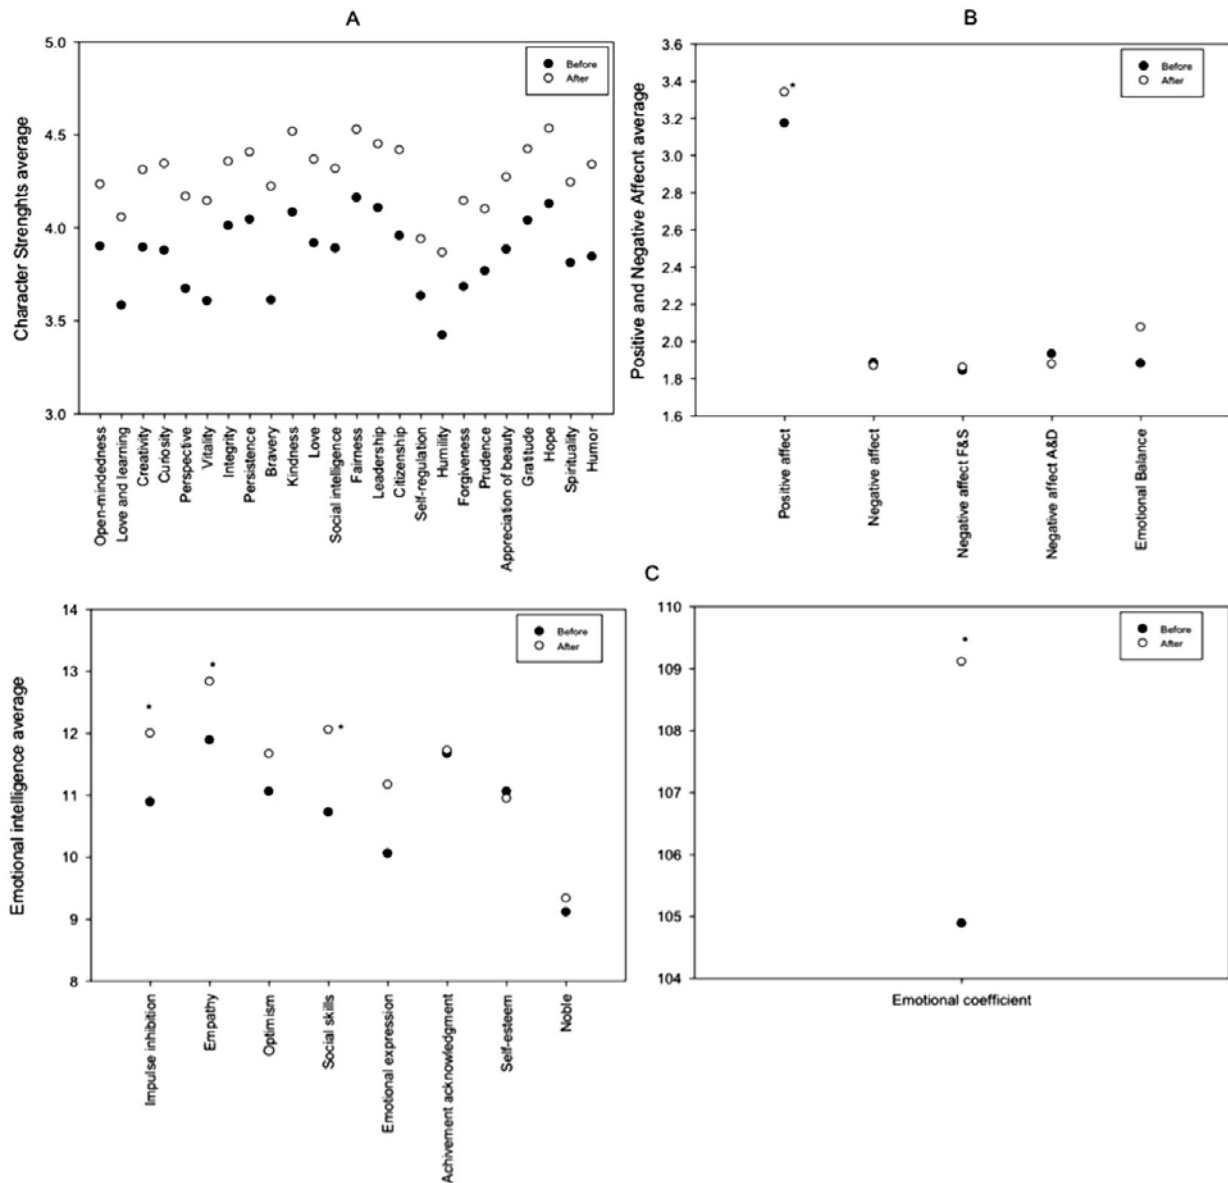 A
Character Strenghts average
5.0
4.5
4.0
3.5
3.0
Before
After
Open-mindedness
Love and learning
Creativity
Curiosity
Perspective
Vitality
Integrity
Persistence
Bravery
Kindness
Love
Social intelligence
Fairness
Leadership
Citizenship
Self-regulation
Humility
Forgiveness
Prudence
Appreciation of beauty
Gratitude
Hope
Spirituality
Humor
B
Positive and Negative Affecnt average
3.6
3.4
3.2
3.0
2.8
2.6
2.4
2.2
2.0
1.8
1.6
Before
After
*
Positive affect
Negative affect
Negative affect F&S
Negative affect A&D
Emotional Balance
C
Emotional intelligence average
14
13
12
11
10
9
8
Before
After
*
*
*
Impulse inhibition
Empathy
Optimism
Social skills
Emotional expression
Achivement acknowledgment
Self-esteem
Noble
110
109
108
107
106
105
104
Before
After
*
Emotional coefficient